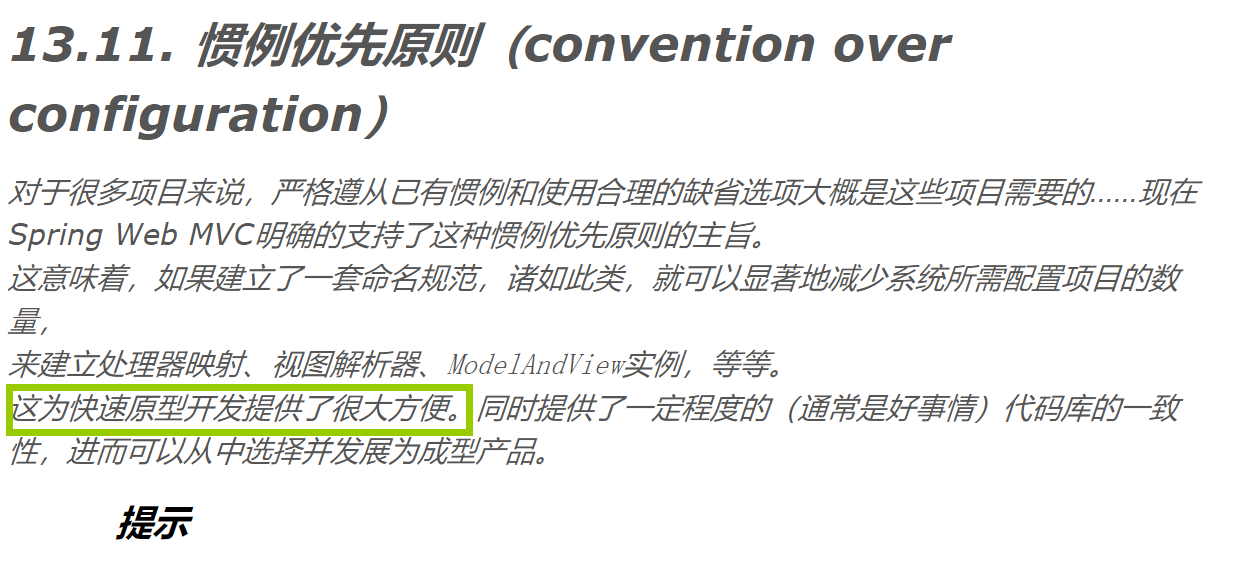 13.11. 惯例优先原则（convention over
configuration）
对于很多项目来说，严格遵从已有惯例和使用合理的缺省选项大概是这些项目需要的……现在
Spring Web MVC明确的支持了这种惯例优先原则的主旨。
这意味着，如果建立了一套命名规范，诸如此类，就可以显著地减少系统所需配置项目的数
量，
来建立处理器映射、视图解析器、ModelAndView实例，等等。
这为快速原型开发提供了很大方便。同时提供了一定程度的（通常是好事情）代码库的一致
性，进而可以从中选择并发展为成型产品。
提示